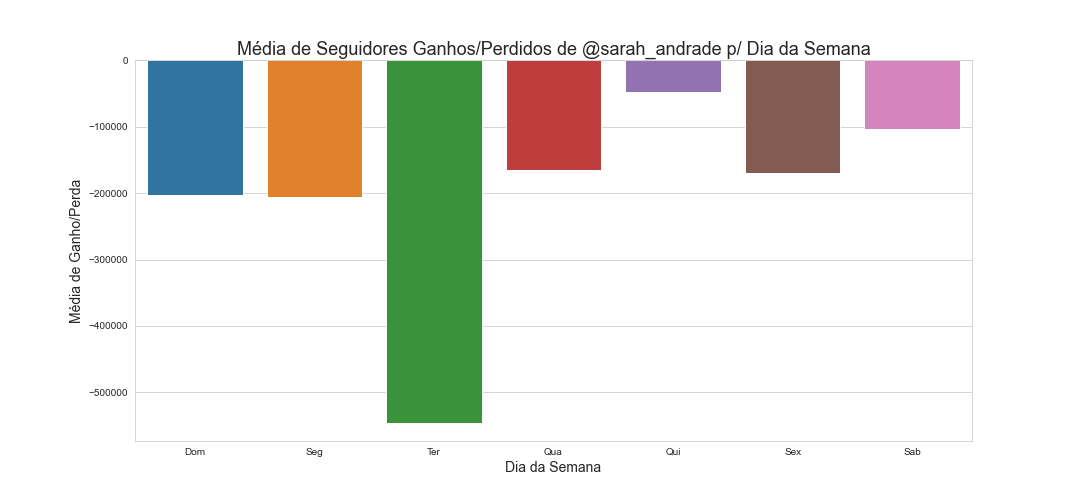 Média de Seguidores Ganhos/Perdidos de @sarah_andrade p/ Dia da Semana
Média de Ganho/Perda
0
−100000
−200000
−300000
−400000
−500000
Dom Seg Ter Qua Qui Sex Sab
Dia da Semana